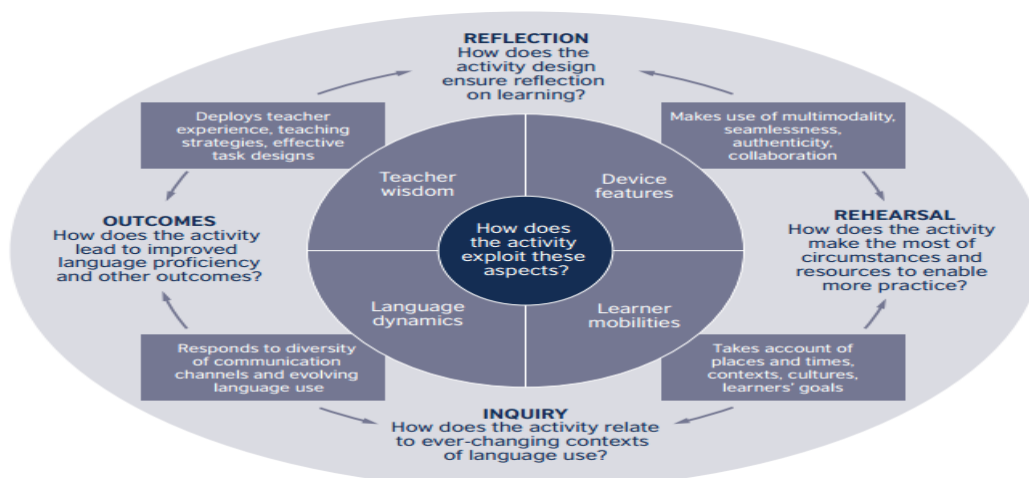 REFLECTION
How does the
activity design
ensure reflection
on learning?
Deploys teacher
experience, teaching
strategies, effective
task designs
Makes use of multimodality,
seamlessness,
authenticity,
collaboration
Teacher
wisdom
Device
features
OUTCOMES
How does the activity
lead to improved
language proficiency
and other outcomes?
How does
the activity
exploit these
aspects?
REHEARSAL
How does the activity
make the most of
circumstances and
resources to enable
more practice?
Language
dynamics
Learner
mobilities
Responds to diversity
of communication
channels and evolving
language use
Takes account of
places and times,
contexts, cultures,
learners' goals
INQUIRY
How does the activity relate
to ever-changing contexts
of language use?